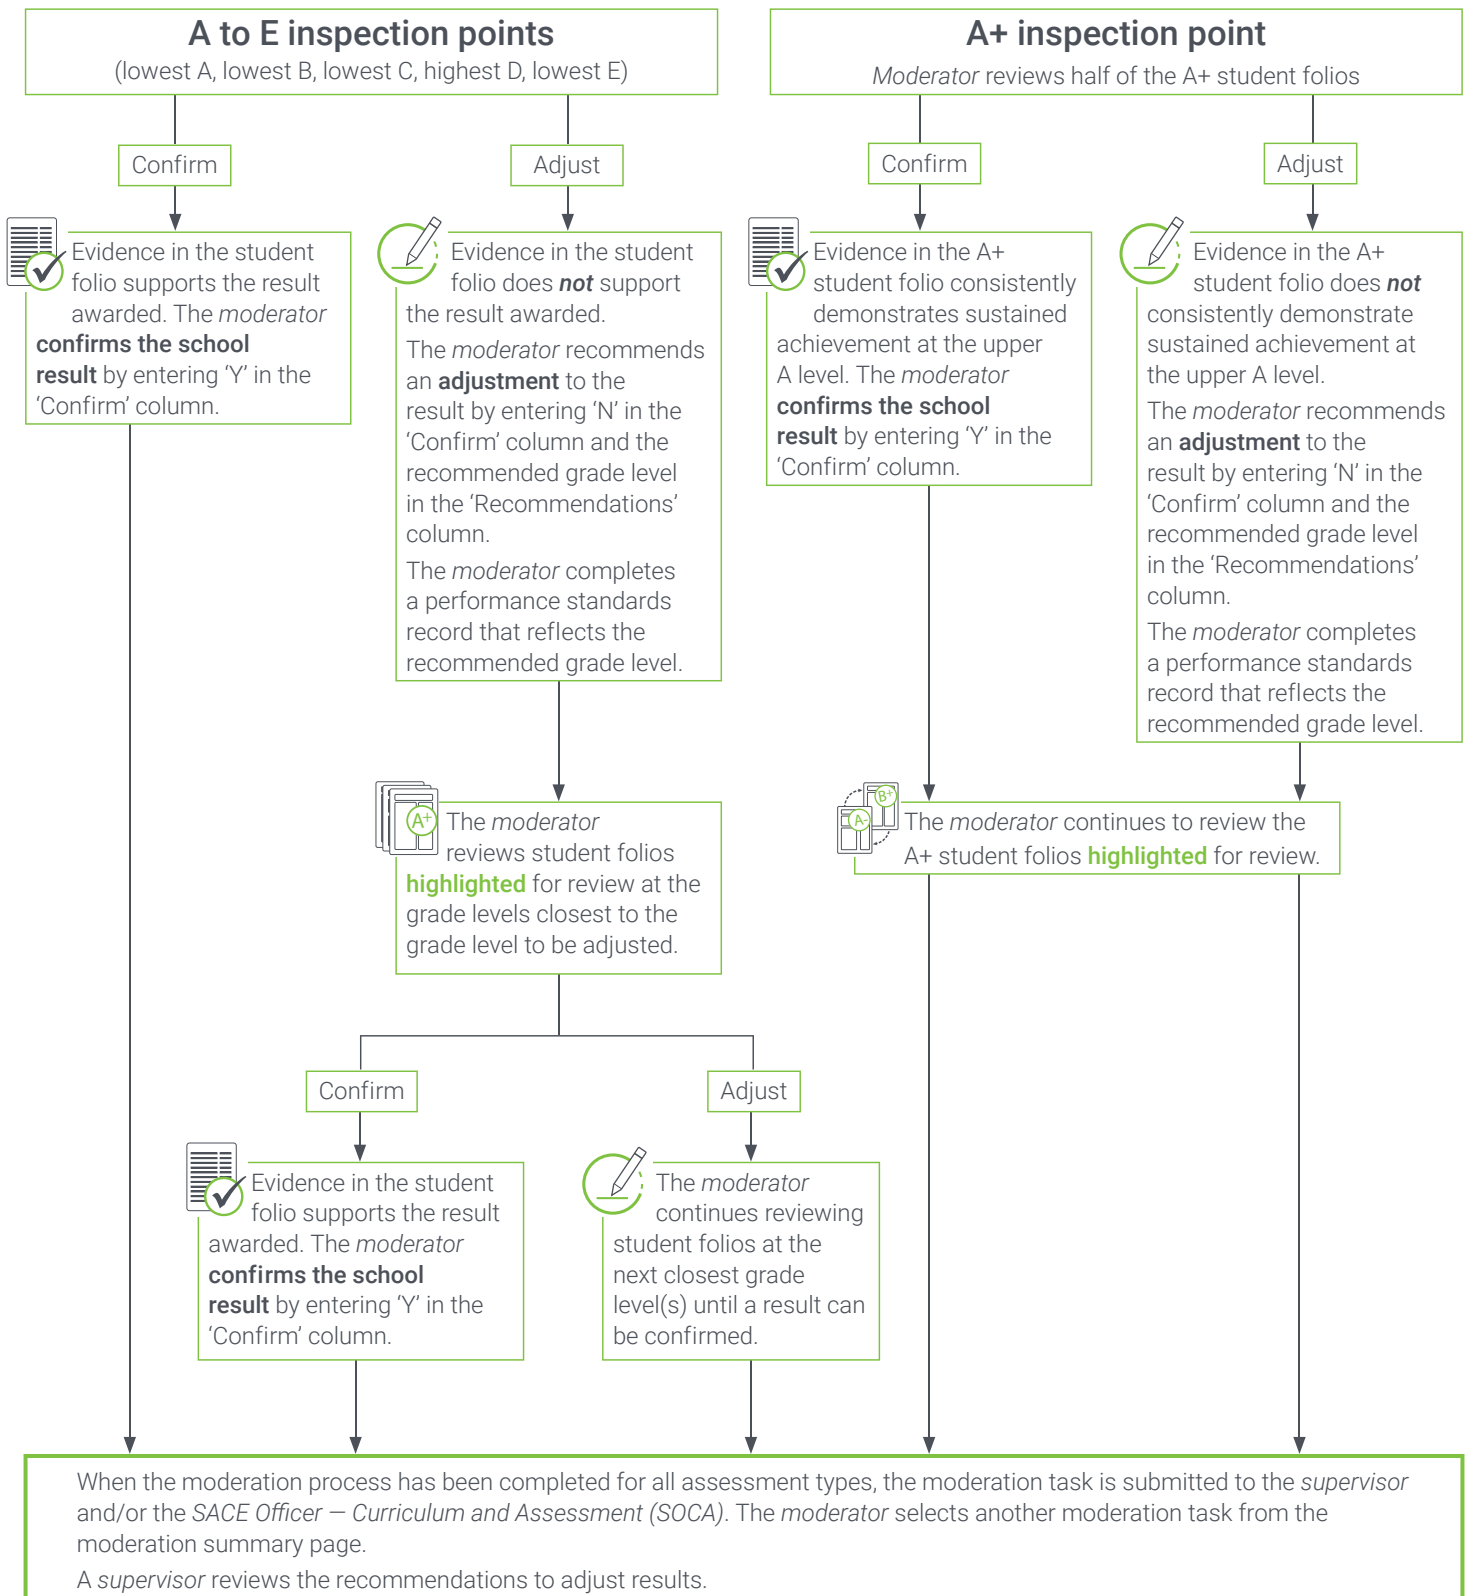 A to E inspection points
(lowest A, lowest B, lowest C, highest D, lowest E)
A+ inspection point
Moderator reviews half of the A+ student folios
Confirm
Adjust
Confirm
Adjust
Evidence in the student
folio supports the result
awarded. The moderator
confirms the school
result by entering ‘Y’ in the
‘Confirm’ column.
Evidence in the student
folio does not support
the result awarded.
The moderator recommends
an adjustment to the
result by entering ‘N’ in the
‘Confirm’ column and the
recommended grade level
in the ‘Recommendations’
column.
The moderator completes
a performance standards
record that reflects the
recommended grade level.
Evidence in the A+
student folio consistently
demonstrates sustained
achievement at the upper
A level. The moderator
confirms the school
result by entering ‘Y’ in the
‘Confirm’ column.
Evidence in the A+
student folio does not
consistently demonstrate
sustained achievement at
the upper A level.
The moderator recommends
an adjustment to the
result by entering ‘N’ in the
‘Confirm’ column and the
recommended grade level
in the ‘Recommendations’
column.
The moderator completes
a performance standards
record that reflects the
recommended grade level.
A+
The moderator
reviews student folios
highlighted for review at the
grade levels closest to the
grade level to be adjusted.
B+
A-
The moderator continues to review the
A+ student folios highlighted for review.
Confirm
Adjust
Evidence in the student
folio supports the result
awarded. The moderator
confirms the school
result by entering ‘Y’ in the
‘Confirm’ column.
The moderator
continues reviewing
student folios at the
next closest grade
level(s) until a result can
be confirmed.
When the moderation process has been completed for all assessment types, the moderation task is submitted to the supervisor
and/or the SACE Officer — Curriculum and Assessment (SOCA). The moderator selects another moderation task from the
moderation summary page.
A supervisor reviews the recommendations to adjust results.